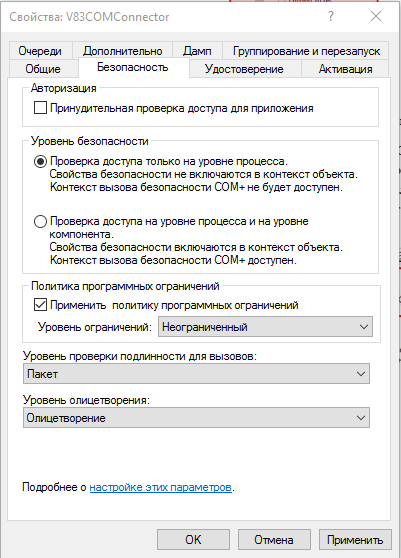 Свойства: V83COMConnector
Очереди
Дополнительно
Дамп
Группирование и перезапуск
Общие
Безопасность
Удостоверение
Активация
Авторизация
Принудительная проверка доступа для приложения
Уровень безопасности
Проверка доступа только на уровне процесса.
Свойства безопасности не включаются в контекст объекта.
Контекст вызова безопасности COM+ не будет доступен.
Проверка доступа на уровне процесса и на уровне
компонента.
Свойства безопасности включаются в контекст объекта.
Контекст вызова безопасности COM+ доступен.
Политика программных ограничений
Применить политику программных ограничений
Уровень ограничений: Неограниченный
Уровень проверки подлинности для вызовов:
Пакет
Уровень олицетворения:
Олицетворение
Подробнее о настройке этих параметров.
OK
Отмена
Применить